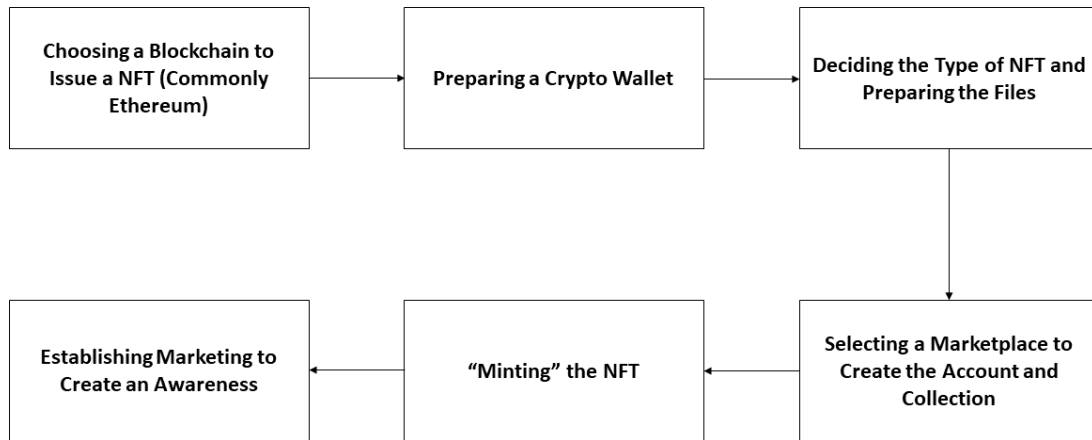 Choosing a Blockchain to
Issue a NFT (Commonly
Ethereum)
Preparing a Crypto Wallet
Deciding the Type of NFT and
Preparing the Files
Selecting a Marketplace to
Create the Account and
Collection
“Minting” the NFT
Establishing Marketing to
Create an Awareness